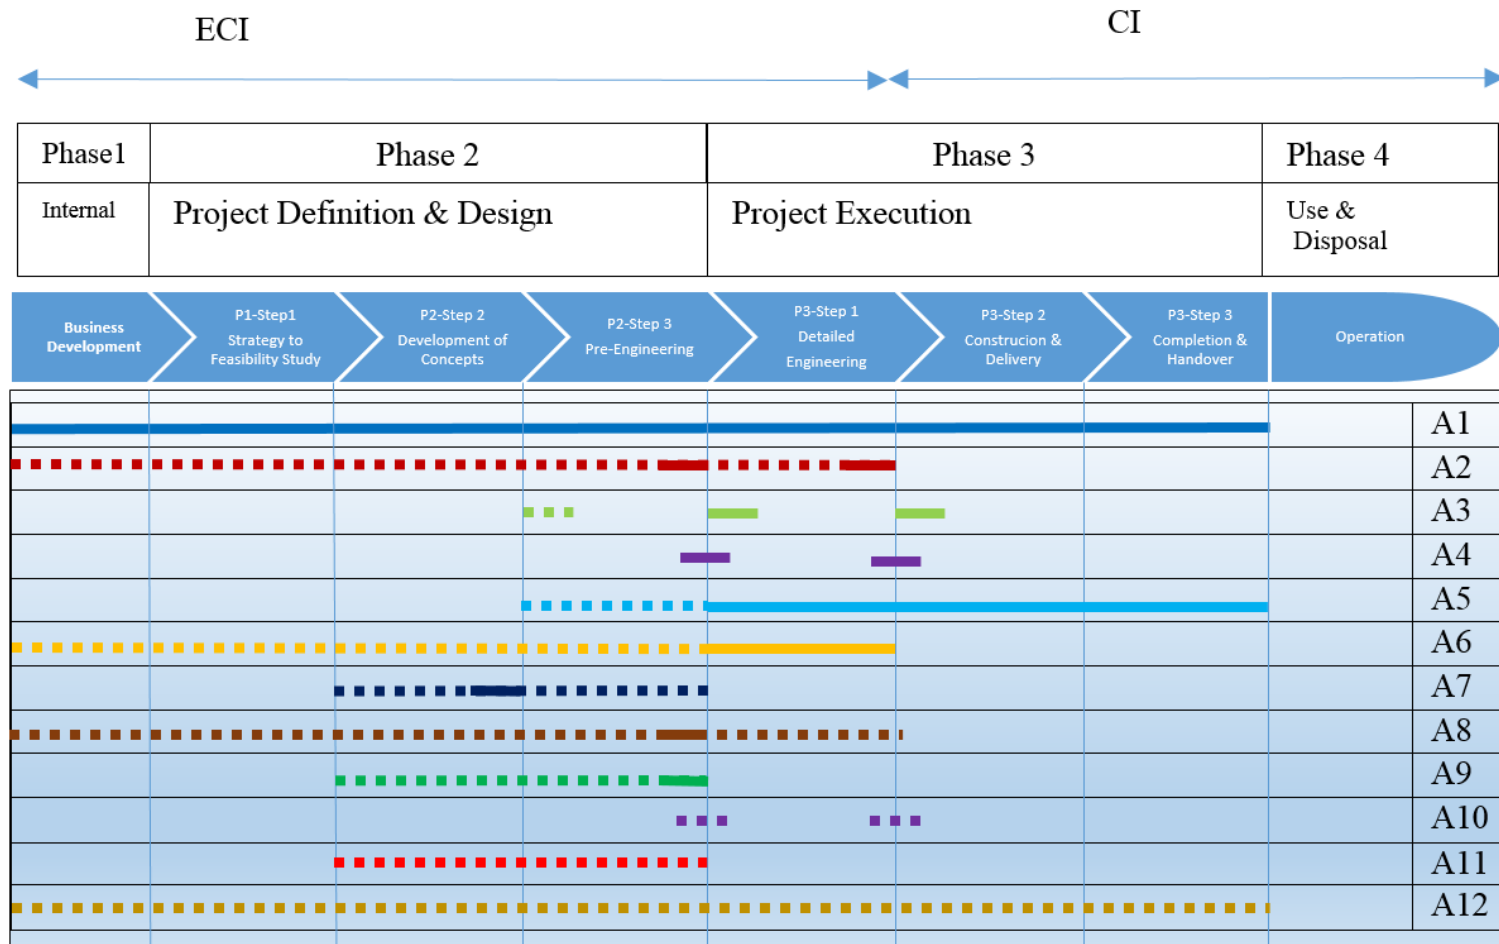 ECI
CI
Phase1
Phase 2
Phase 3
Phase 4
Internal
Project Definition & Design
Project Execution
Use &
Disposal
Business
Development
P1-Step1
Strategy to
Feasibility Study
P2-Step 2
Development of
Concepts
P2-Step 3
Pre-Engineering
P3-Step 1
Detailed
Engineering
P3-Step 2
Construcion &
Delivery
P3-Step 3
Completion &
Handover
Operation
A1
A2
A3
A4
A5
A6
A7
A8
A9
A10
A11
A12